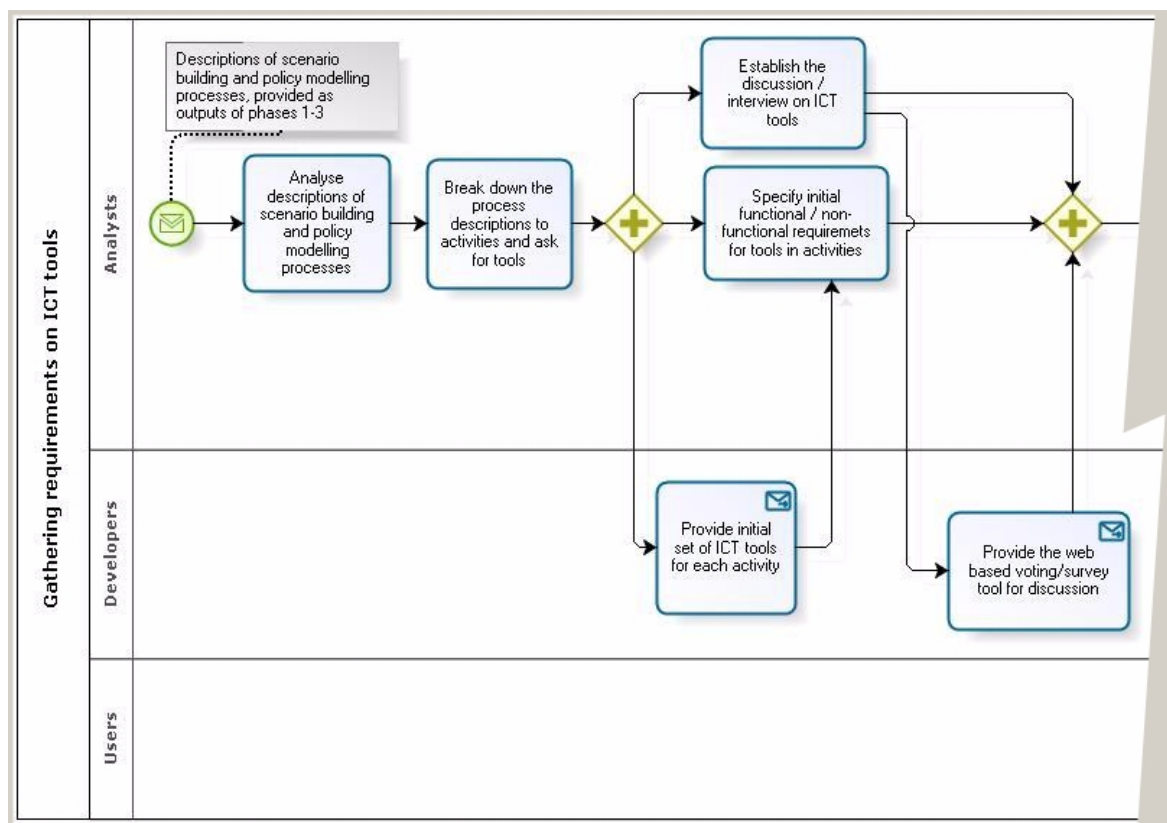 Gathering requirements on ICT tools
Analysts
Descriptions of scenario
building and policy modelling
processes, provided as
outputs of phases 1-3
Analyse
descriptions of
scenario building
and policy
modelling
processes
Break down the
process
descriptions to
activities and ask
for tools
Establish the
discussion /
interview on ICT
tools
Specify initial
functional / non-
functional requiremets
for tools in activities
Developers
Provide initial
set of ICT tools
for each activity
Provide the web
based voting/survey
tool for discussion
Users